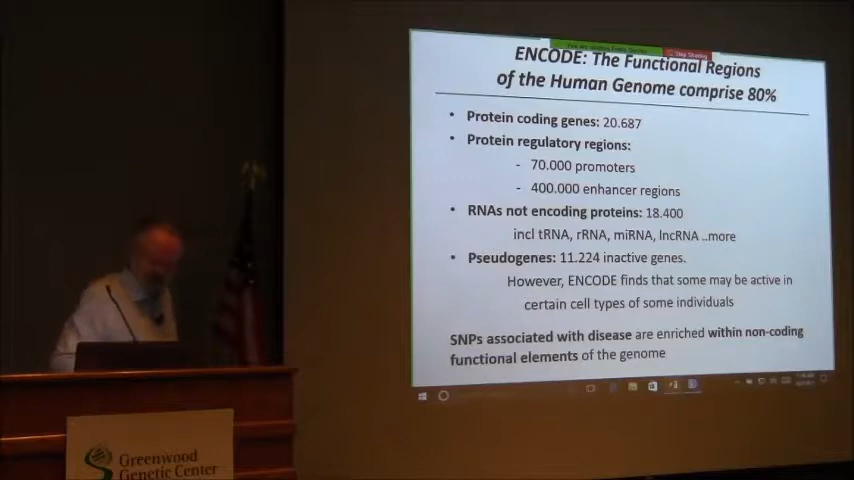 Stop Sharing
ENCODE: The Functional Regions
of the Human Genome comprise 80%
• Protein coding genes: 20.687
• Protein regulatory regions:
- 70.000 promoters
- 400.000 enhancer regions
• RNAs not encoding proteins: 18.400
incl tRNA, rRNA, miRNA, lncRNA ..more
• Pseudogenes: 11.224 inactive genes.
However, ENCODE finds that some may be active in
certain cell types of some individuals
SNPs associated with disease are enriched within non-coding
functional elements of the genome
Greenwood
Genetic Center